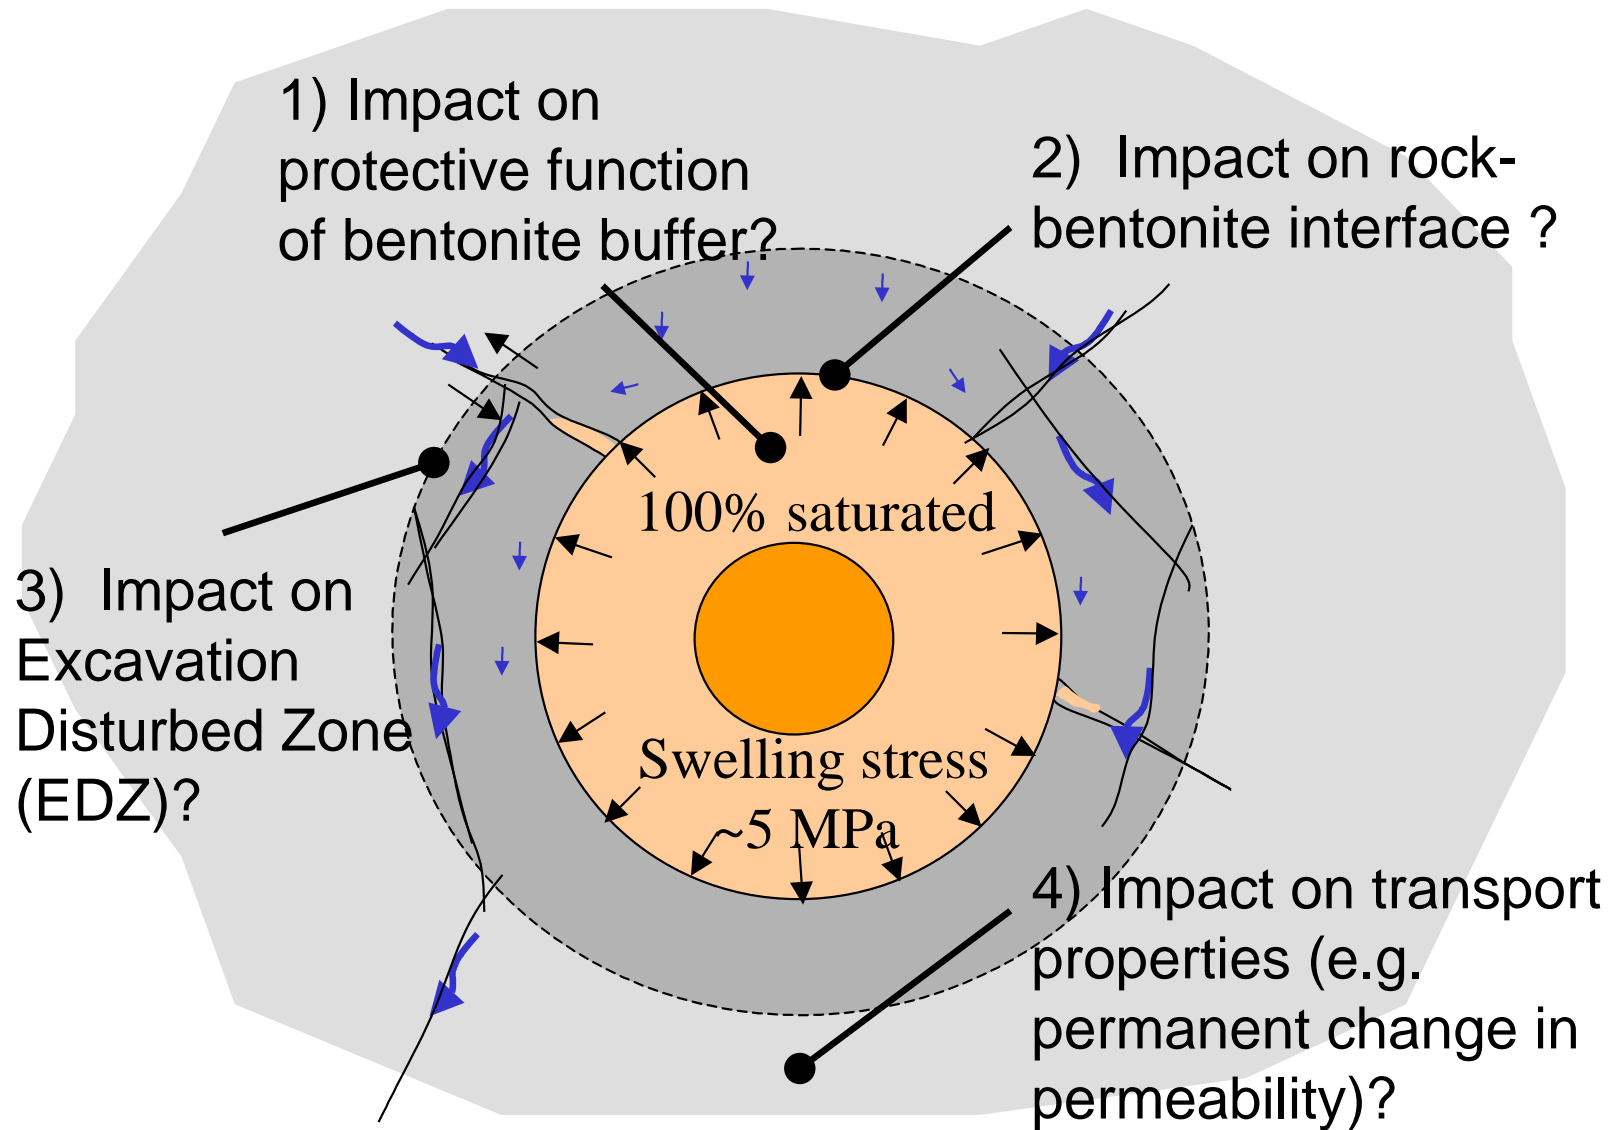 1) Impact on
protective function
of bentonite buffer?
2) Impact on rock-
bentonite interface ?
100% saturated
3) Impact on
Excavation
Disturbed Zone
(EDZ)?
Swelling stress
~5 MPa
4) Impact on transport
properties (e.g.
permanent change in
permeability)?